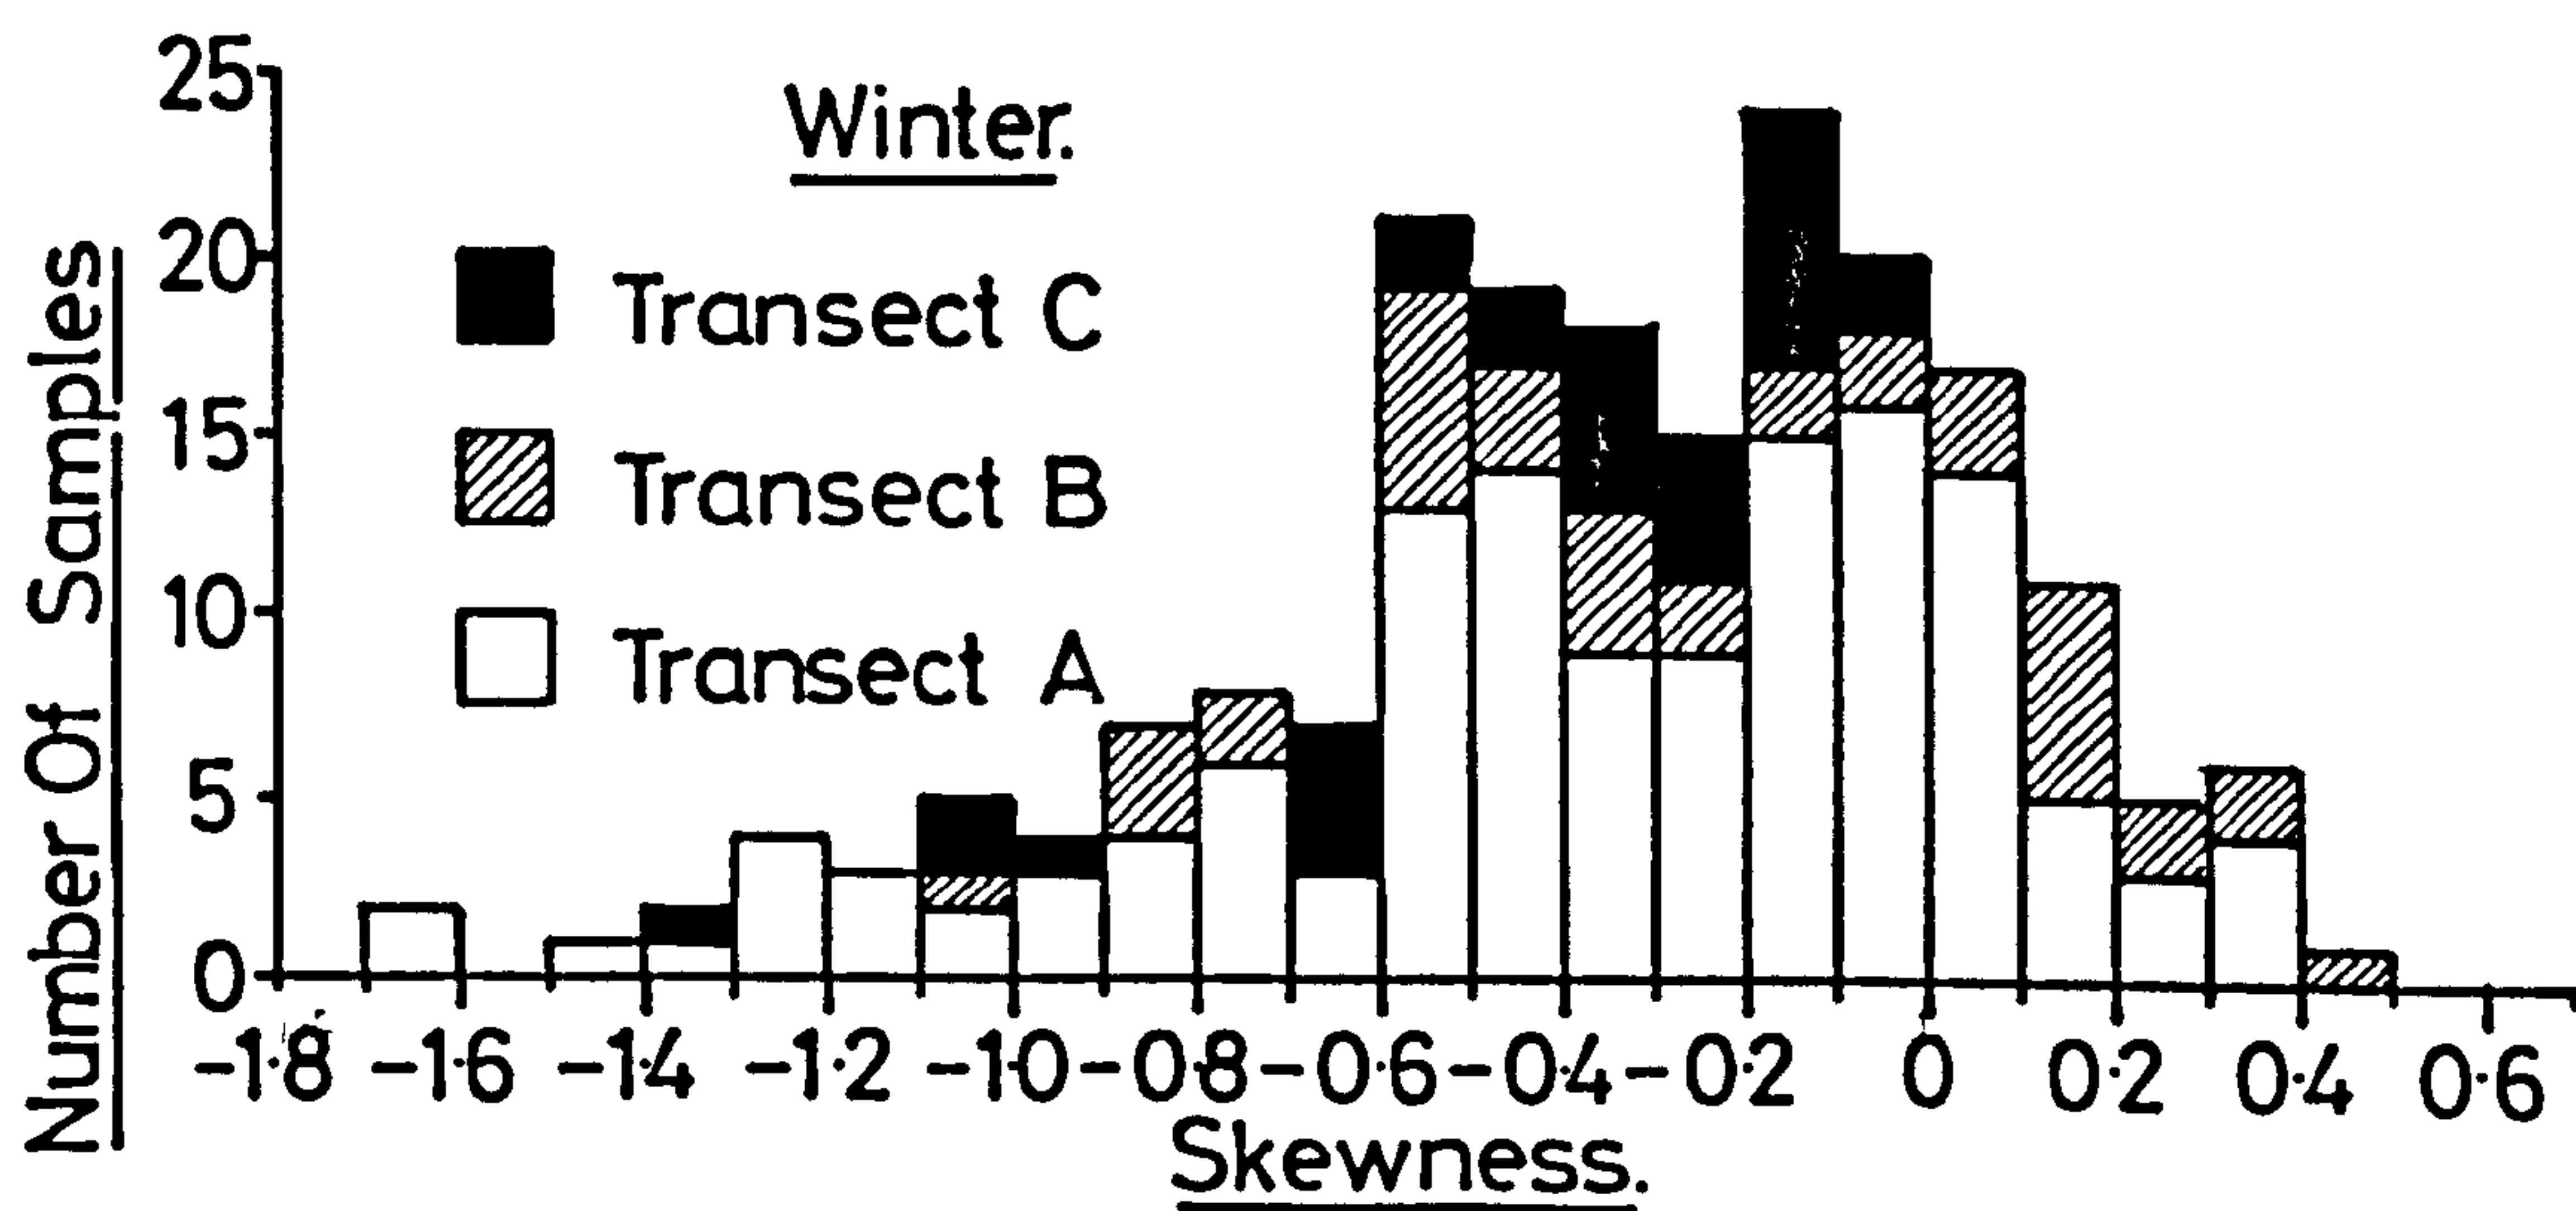 Winter.
Transect C
Transect B
Transect A
Number Of Samples
25
20
15
10
5
0
-1·8 -1·6 -1·4 -1·2 -1·0 -0·8 -0·6 -0·4 -0·2 0 0·2 0·4 0·6
Skewness.